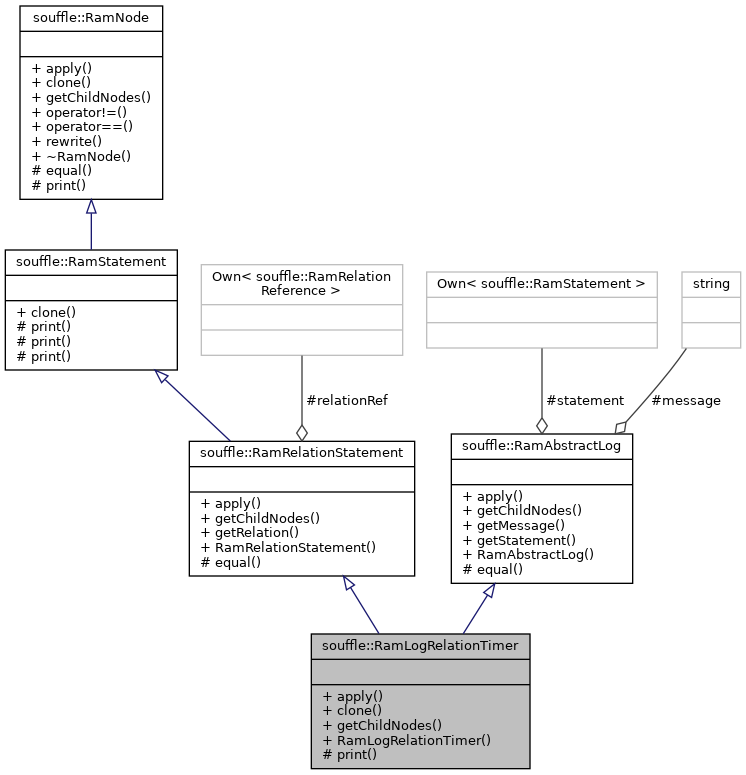 souffle::RamNode
+ apply()
+ clone()
+ getChildNodes()
+ operator!=()
+ operator==()
+ rewrite()
+ ~RamNode()
# equal()
# print()
souffle::RamStatement
+ clone()
# print()
# print()
# print()
Own< souffle::RamRelation
Reference >
Own< souffle::RamStatement >
string
#relationRef
#statement
#message
souffle::RamRelationStatement
+ apply()
+ getChildNodes()
+ getRelation()
+ RamRelationStatement()
# equal()
souffle::RamAbstractLog
+ apply()
+ getChildNodes()
+ getMessage()
+ getStatement()
+ RamAbstractLog()
# equal()
souffle::RamLogRelationTimer
+ apply()
+ clone()
+ getChildNodes()
+ RamLogRelationTimer()
# print()